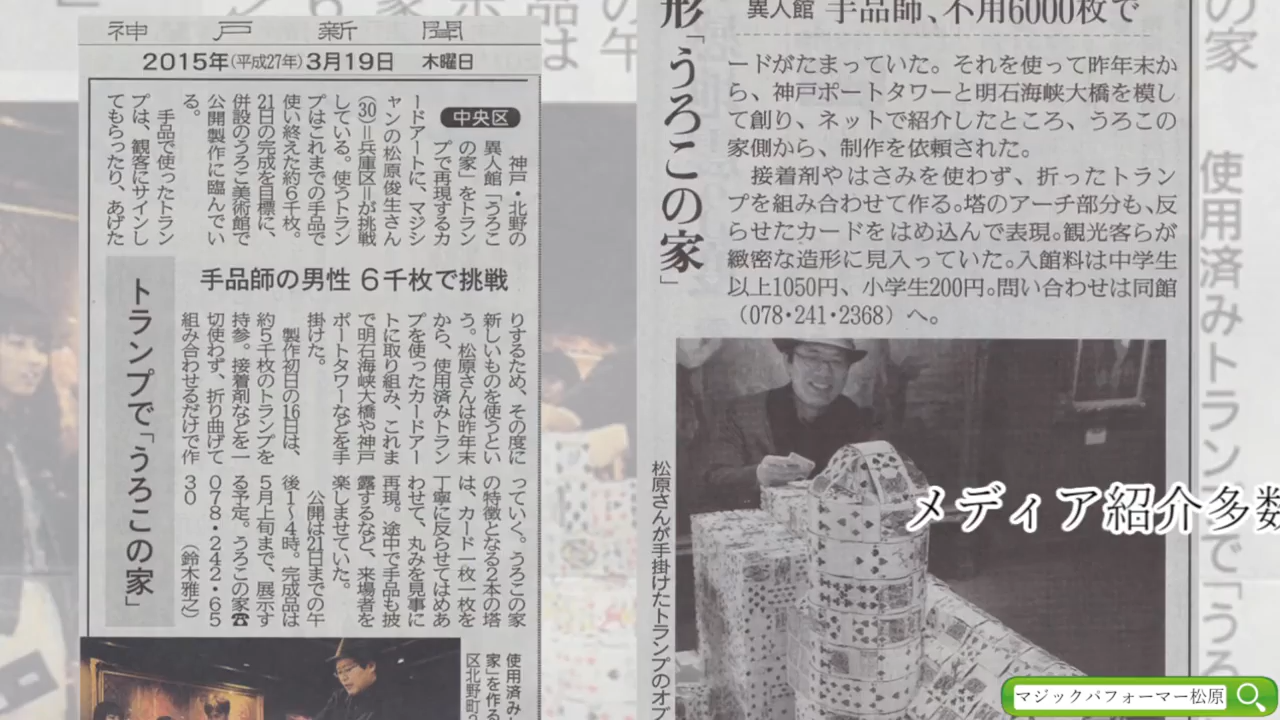 神戸新聞
2015年(平成27年)3月19日 木曜日
中央区
神戸・北野の
異人館「うろこ
の家」をトラン
プで再現するカ
ードアートに、マジシ
ャンの松原俊生さん
(30)=兵庫区=が挑戦
している。使うトラン
プはこれまでの手品で
使い終えた約6千枚。
21日の完成を目標に、
併設のうろこ美術館で
公開製作に臨んでい
る。
手品で使ったトラン
プは、観客にサインし
てもらったり、あげた
手品師の男性 6千枚で挑戦
トランプで「うろこの家」
りするため、その度に
新しいものを使うとい
う。松原さんは昨年末
から、使用済みトラン
プを使ったカードアー
トに取り組み、これま
で明石海峡大橋や神戸
ポートタワーなどを手
掛けた。
製作初日の16日は、
約5千枚のトランプを
持参。接着剤などを一
切使わず、折り曲げて
組み合わせるだけで作
っていく。うろこの家
の特徴となる2本の塔
は、カード一枚一枚を
丁寧に反らせてはめあ
わせて、丸みを見事に
再現。途中で手品も披
露するなど、来場者を
楽しませていた。
公開は21日までの午
後1~4時。完成品は
5月上旬まで、展示す
る予定。うろこの家☎
078・242・65
30 (鈴木雅之)
使用済み
家」を作る
区北野町2
形「うろこの家」
異人館 手品師、不用6000枚で
ードがたまっていた。それを使って昨年末か
ら、神戸ポートタワーと明石海峡大橋を模し
て創り、ネットで紹介したところ、うろこの
家側から、制作を依頼された。
接着剤やはさみを使わず、折ったトラン
プを組み合わせて作る。塔のアーチ部分も、反
らせたカードをはめ込んで表現。観光客らが
緻密な造形に見入っていた。入館料は中学生
以上1050円、小学生200円。問い合わせは同館
(078・241・2368)へ。
松原さんが手掛けたトランプのオブ
メディア紹介多数
の家
使用済みトランプで「うろ
マジックパフォーマー松原